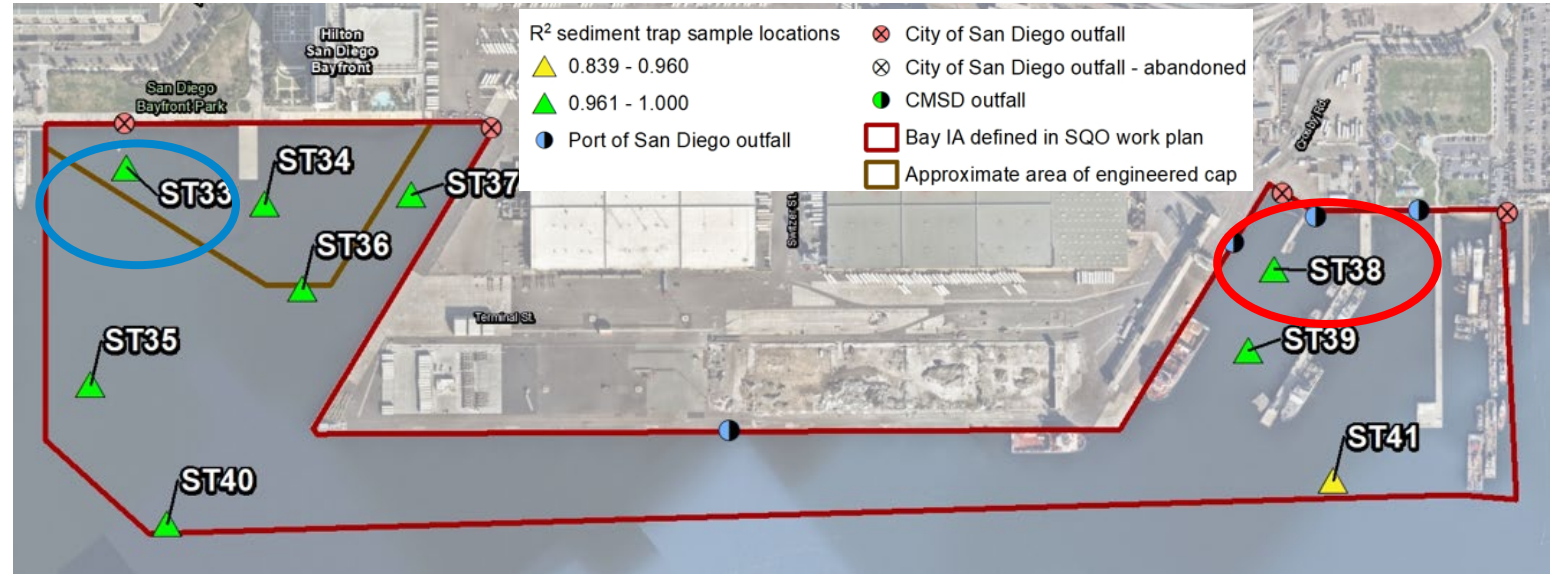 R² sediment trap sample locations
0.839 - 0.960
0.961 - 1.000
Port of San Diego outfall
City of San Diego outfall
City of San Diego outfall - abandoned
CMSD outfall
Bay IA defined in SQO work plan
Approximate area of engineered cap
Hilton
San Diego
Bayfront
San Diego
Bayfront Park
Crosby Rd.
Switzer St.
Terminal St.
ST33
ST34
ST37
ST36
ST35
ST40
ST38
ST39
ST41